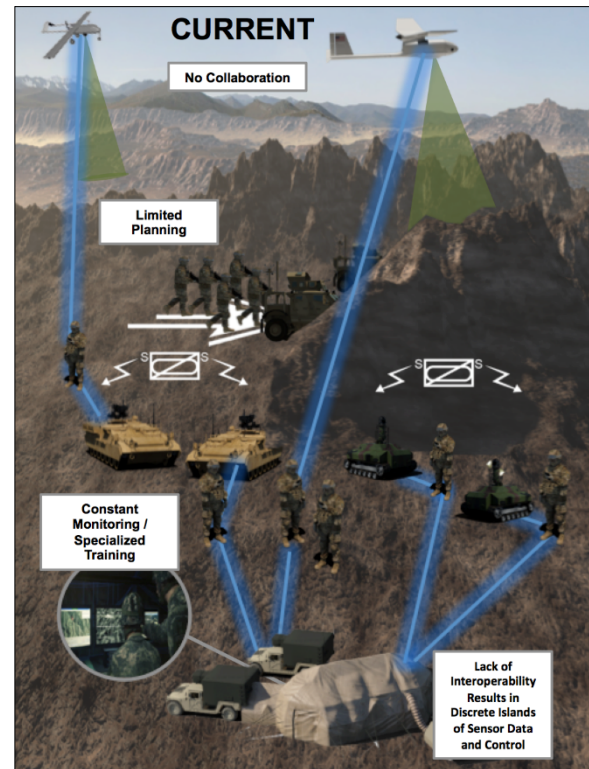 CURRENT
No Collaboration
Limited
Planning
S S
S S
Constant
Monitoring /
Specialized
Training
Lack of
Interoperability
Results in
Discrete Islands
of Sensor Data
and Control